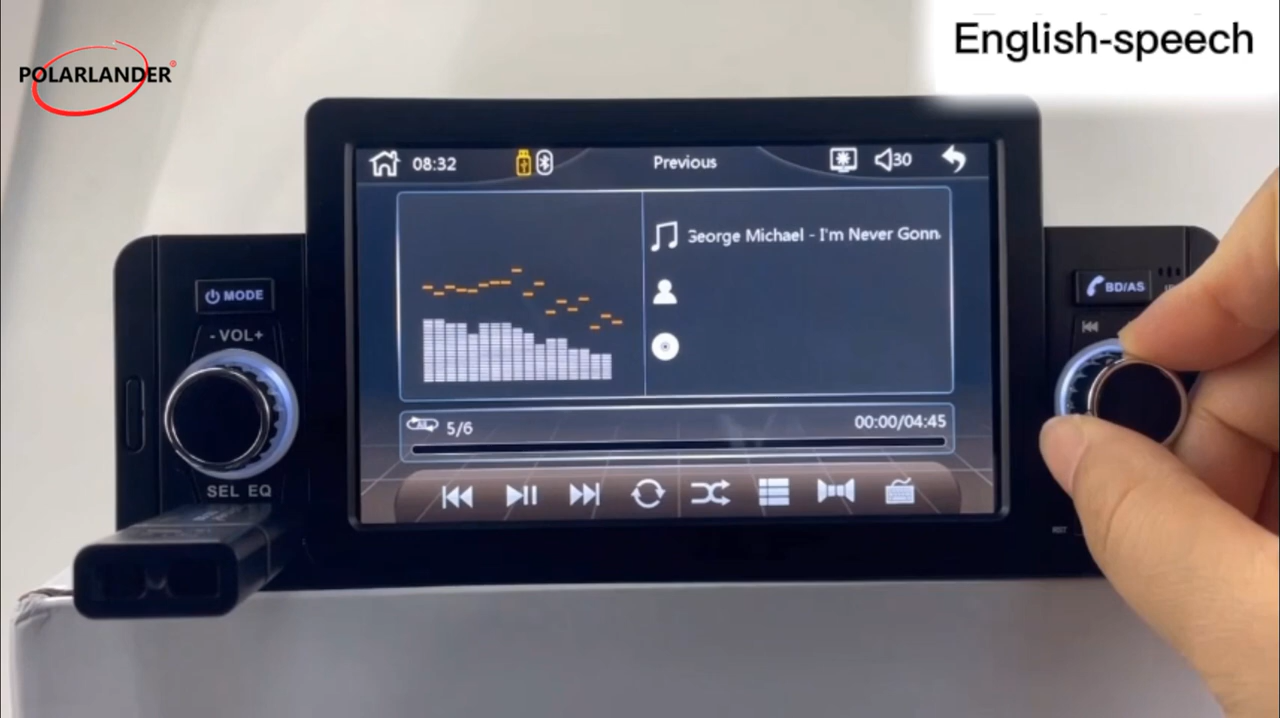 English-speech
POLARLANDER®
08:32
Previous
30
George Michael - I'm Never Gonn
MODE
- VOL+
BD/AS
5/6
00:00/04:45
SEL EQ